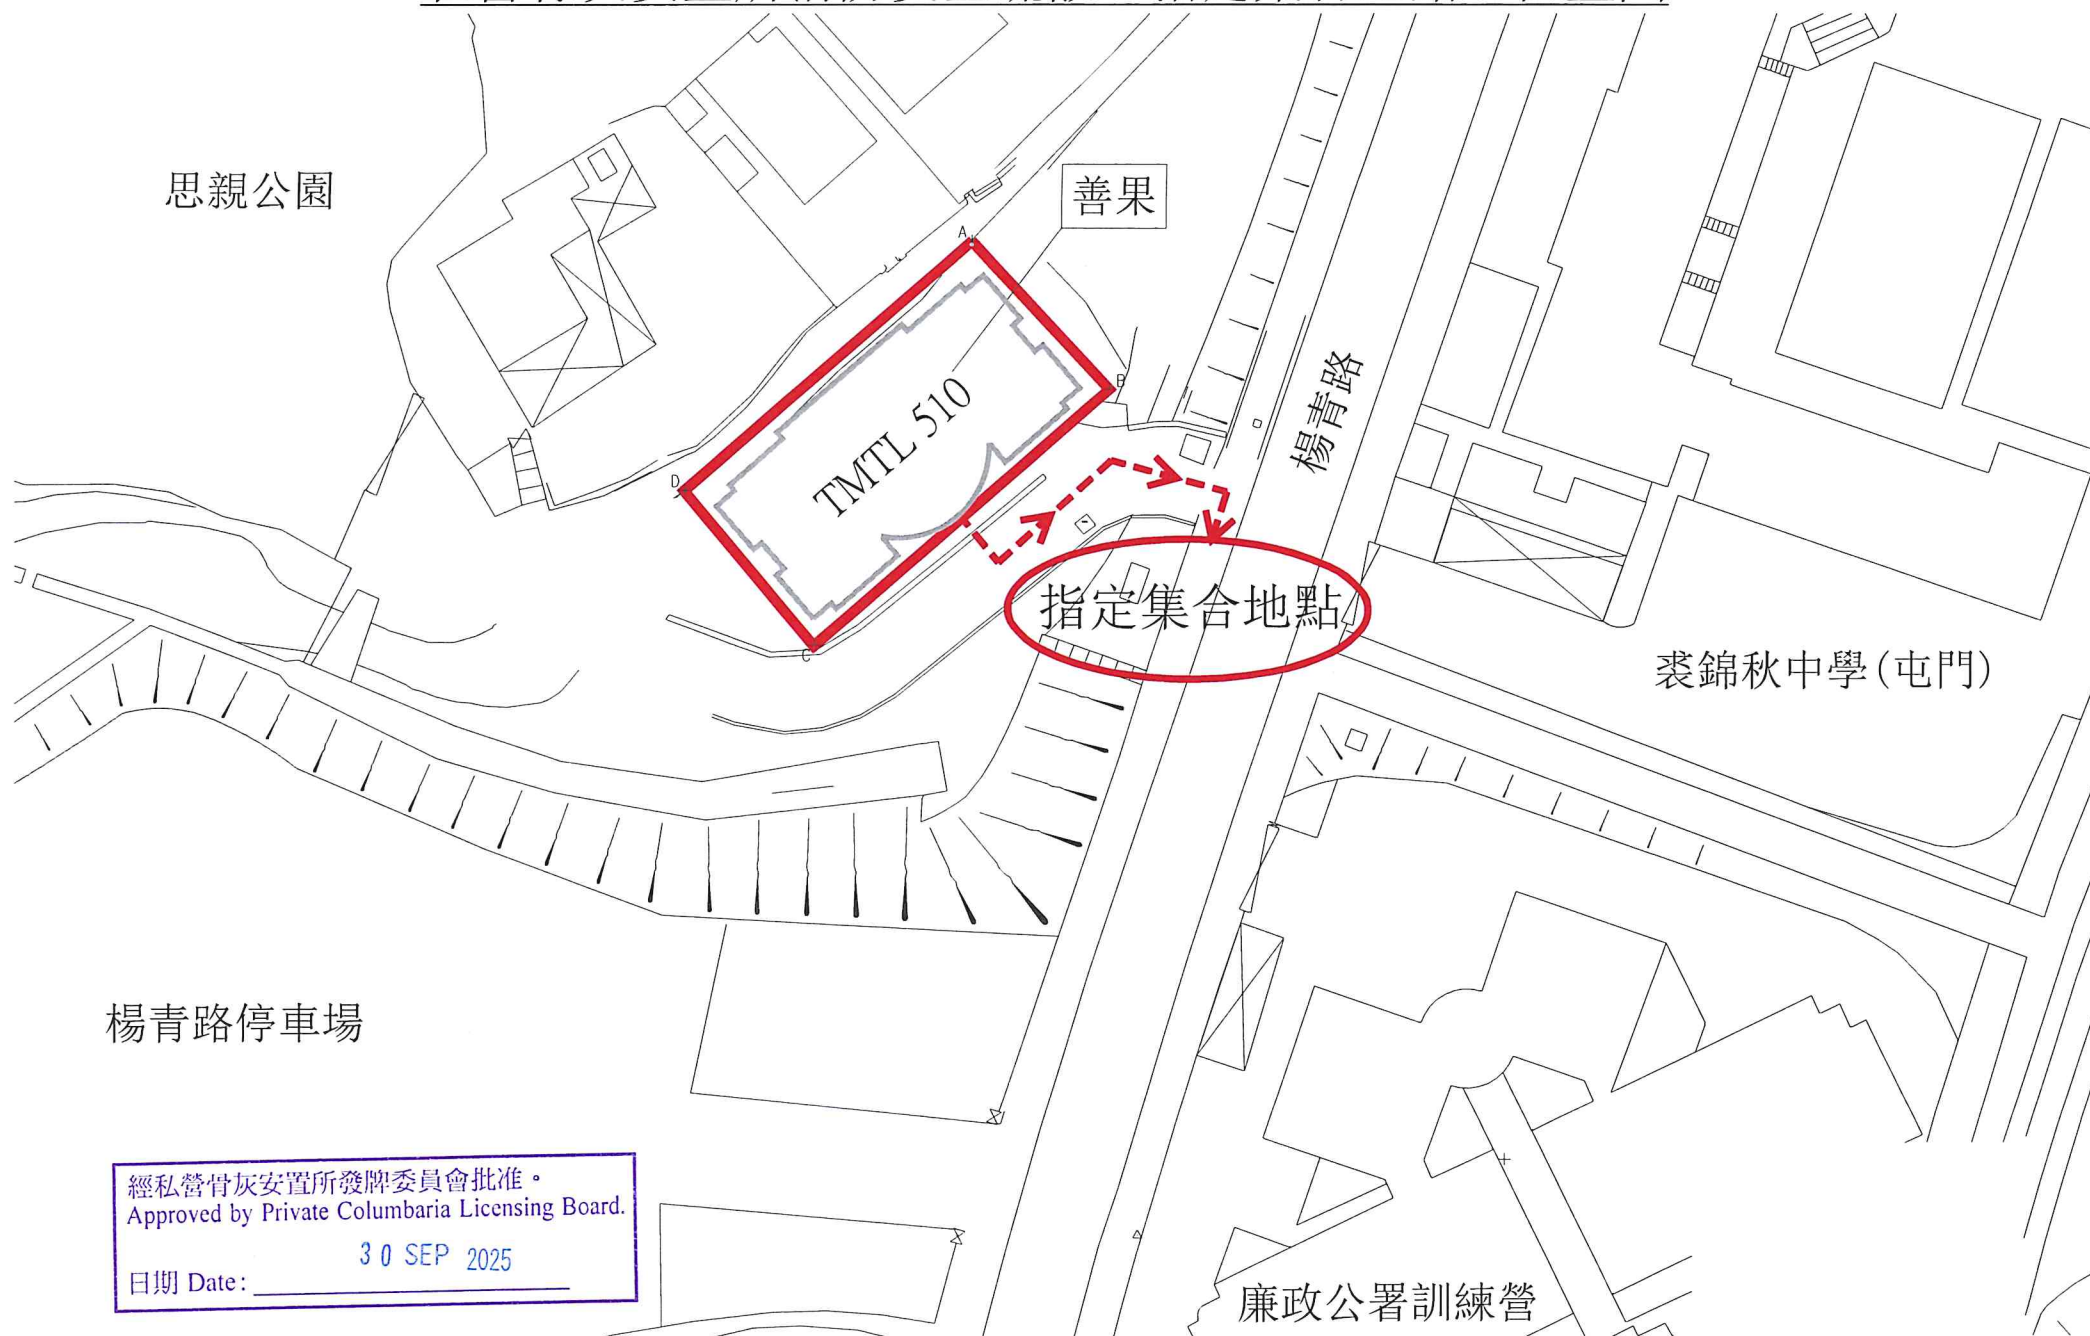 思親公園
善果
A
B
TMTL 510
D
C
楊青路
指定集合地點
裘錦秋中學(屯門)
楊青路停車場
經私營骨灰安置所發牌委員會批准。
Approved by Private Columbaria Licensing Board.
30 SEP 2025
日期 Date:
廉政公署訓練營